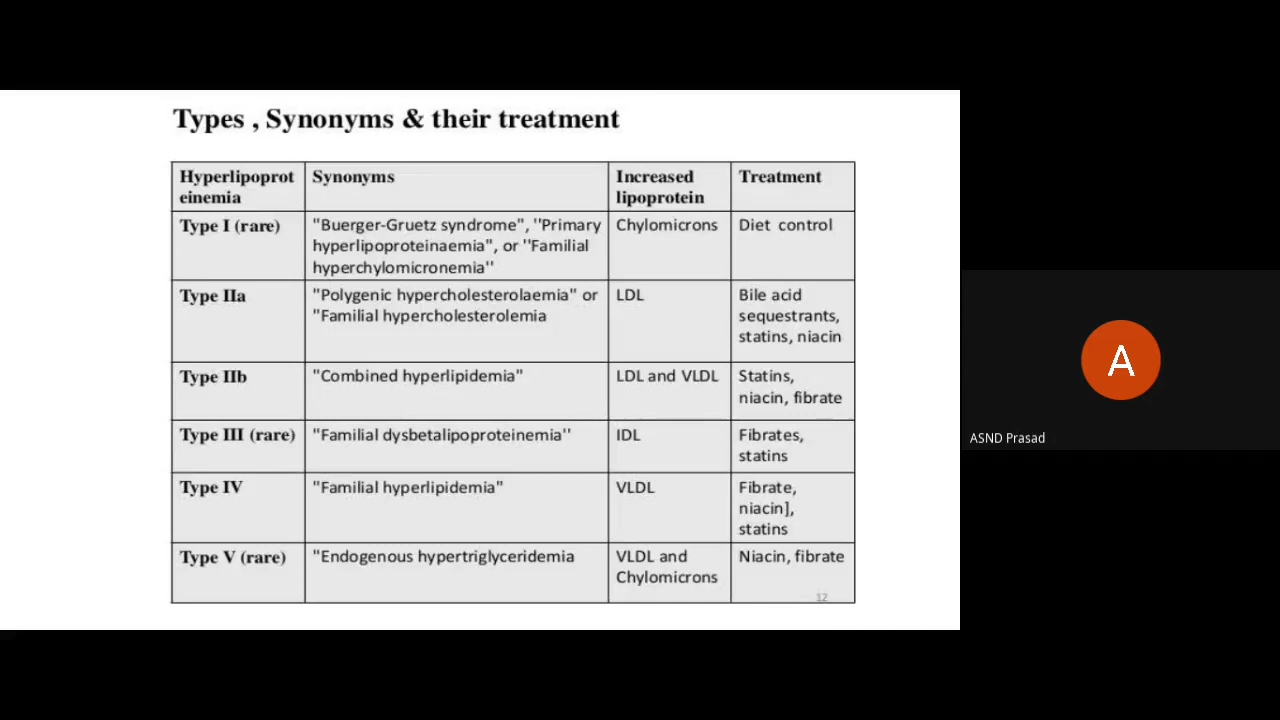 Types , Synonyms & their treatment
Hyperlipoprot
einemia
Synonyms
Increased
lipoprotein
Treatment
Type I (rare)
"Buerger-Gruetz syndrome", ''Primary
hyperlipoproteinaemia", or ''Familial
hyperchylomicronemia''
Chylomicrons
Diet control
Type IIa
"Polygenic hypercholesterolaemia" or
"Familial hypercholesterolemia
LDL
Bile acid
sequestrants,
statins, niacin
Type IIb
"Combined hyperlipidemia"
LDL and VLDL
Statins,
niacin, fibrate
Type III (rare)
"Familial dysbetalipoproteinemia''
IDL
Fibrates,
statins
Type IV
"Familial hyperlipidemia"
VLDL
Fibrate,
niacin],
statins
Type V (rare)
"Endogenous hypertriglyceridemia
VLDL and
Chylomicrons
Niacin, fibrate
12
A
ASND Prasad